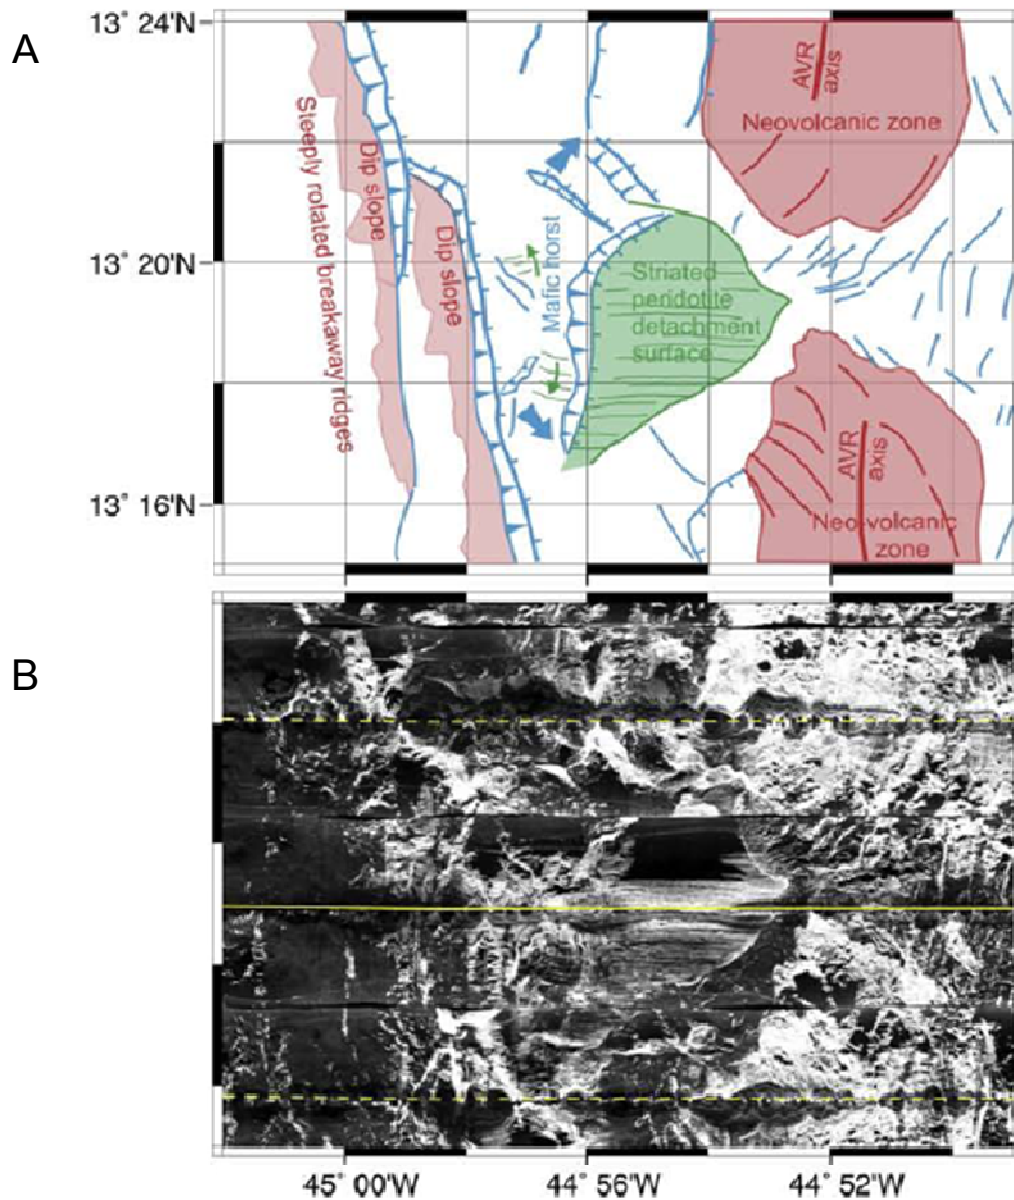 A
13° 24'N
13° 20'N
13° 16'N
Steeply rotated breakaway ridges
Dip slope
Dip slope
Mafic horst
Striated
peridotite
detachment
surface
AVR
axis
Neovolcanic zone
AVR
axis
Neovolcanic
zone
B
45° 00'W
44° 56'W
44° 52'W